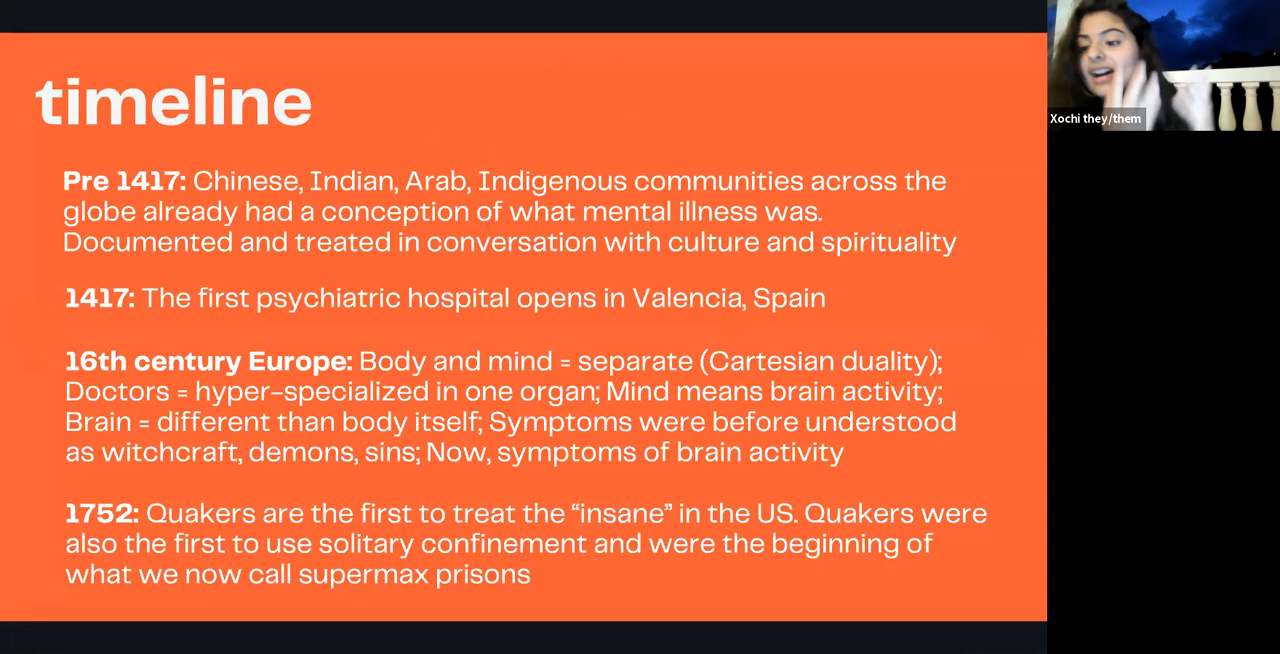 timeline
Pre 1417: Chinese, Indian, Arab, Indigenous communities across the
globe already had a conception of what mental illness was.
Documented and treated in conversation with culture and spirituality
1417: The first psychiatric hospital opens in Valencia, Spain
16th century Europe: Body and mind = separate (Cartesian duality);
Doctors = hyper-specialized in one organ; Mind means brain activity;
Brain = different than body itself; Symptoms were before understood
as witchcraft, demons, sins; Now, symptoms of brain activity
1752: Quakers are the first to treat the “insane” in the US. Quakers were
also the first to use solitary confinement and were the beginning of
what we now call supermax prisons
Xochi they/them